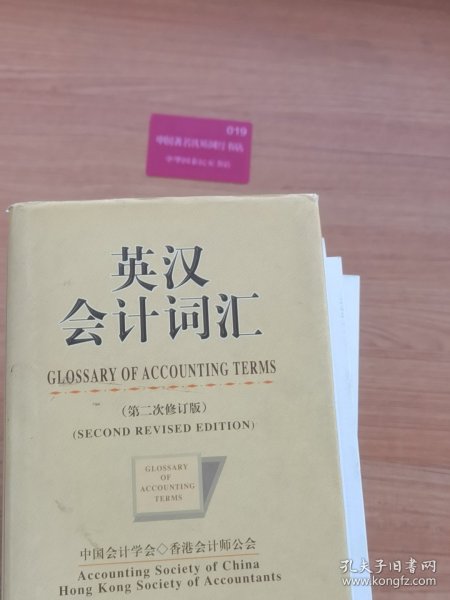 019
英汉
会计词汇
GLOSSARY OF ACCOUNTING TERMS
(第二次修订版)
(SECOND REVISED EDITION)
GLOSSARY
OF
ACCOUNTING
TERMS
中国会计学会◇香港会计师公会
Accounting Society of China
Hong Kong Society of Accountants
孔夫子旧书网
www.kongfz.com